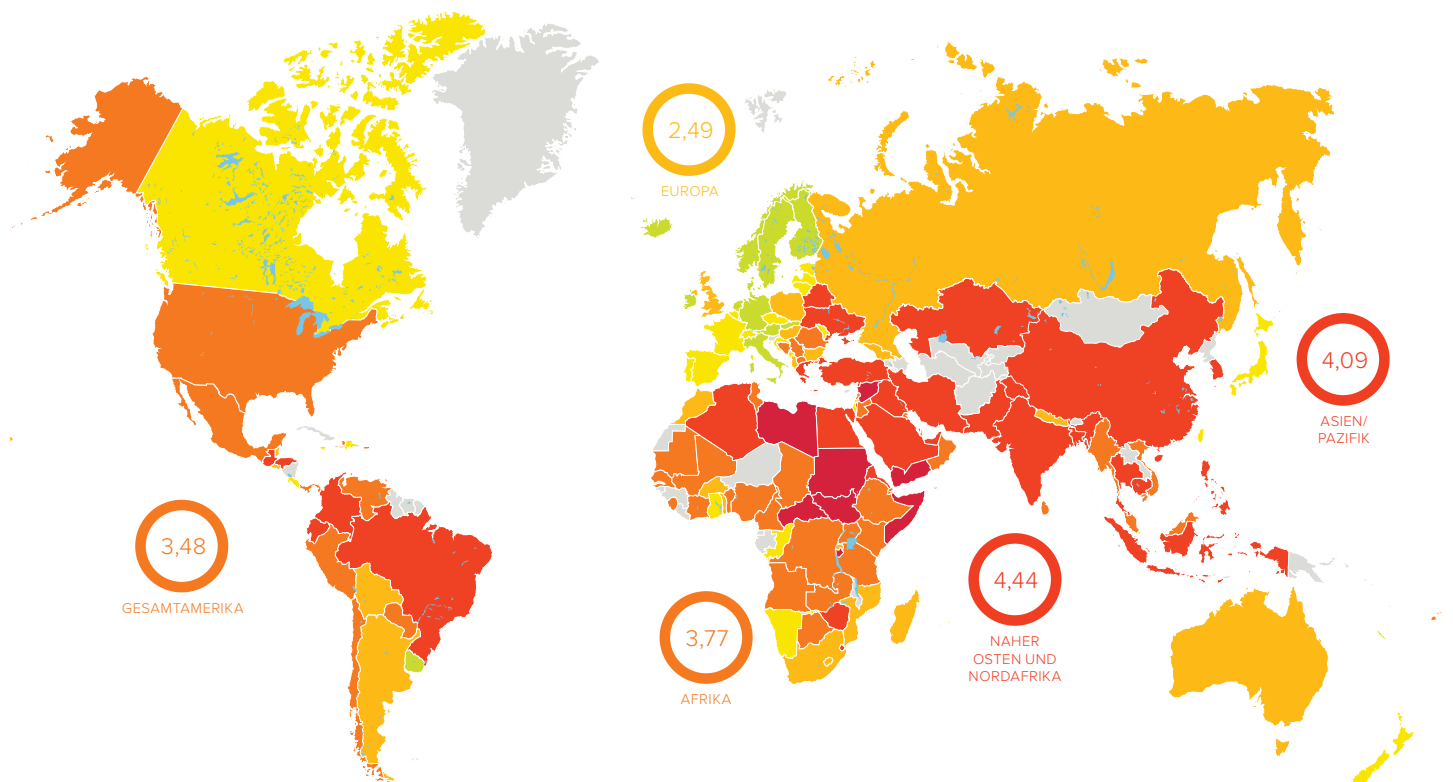 2,49
EUROPA
4,09
ASIEN/
PAZIFIK
3,48
GESAMTAMERIKA
4,44
NAHER
OSTEN UND
NORDAFRIKA
3,77
AFRIKA